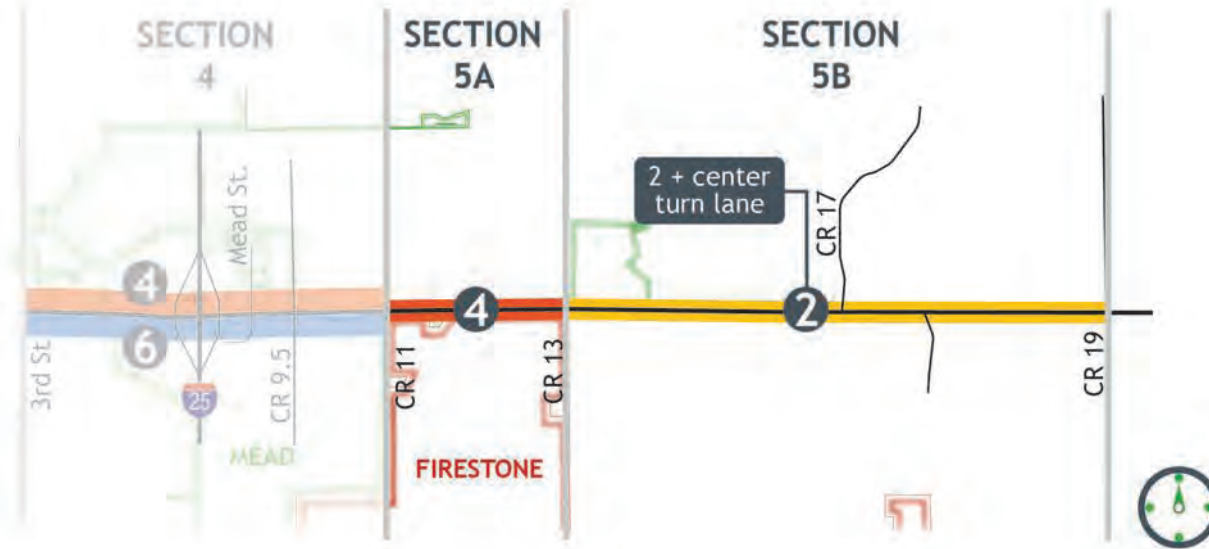 SECTION
4
SECTION
5A
SECTION
5B
2 + center
turn lane
Mead St.
CR 17
4
6
4
2
3rd St
25
CR 9.5
CR 11
CR 13
CR 19
MEAD
FIRESTONE